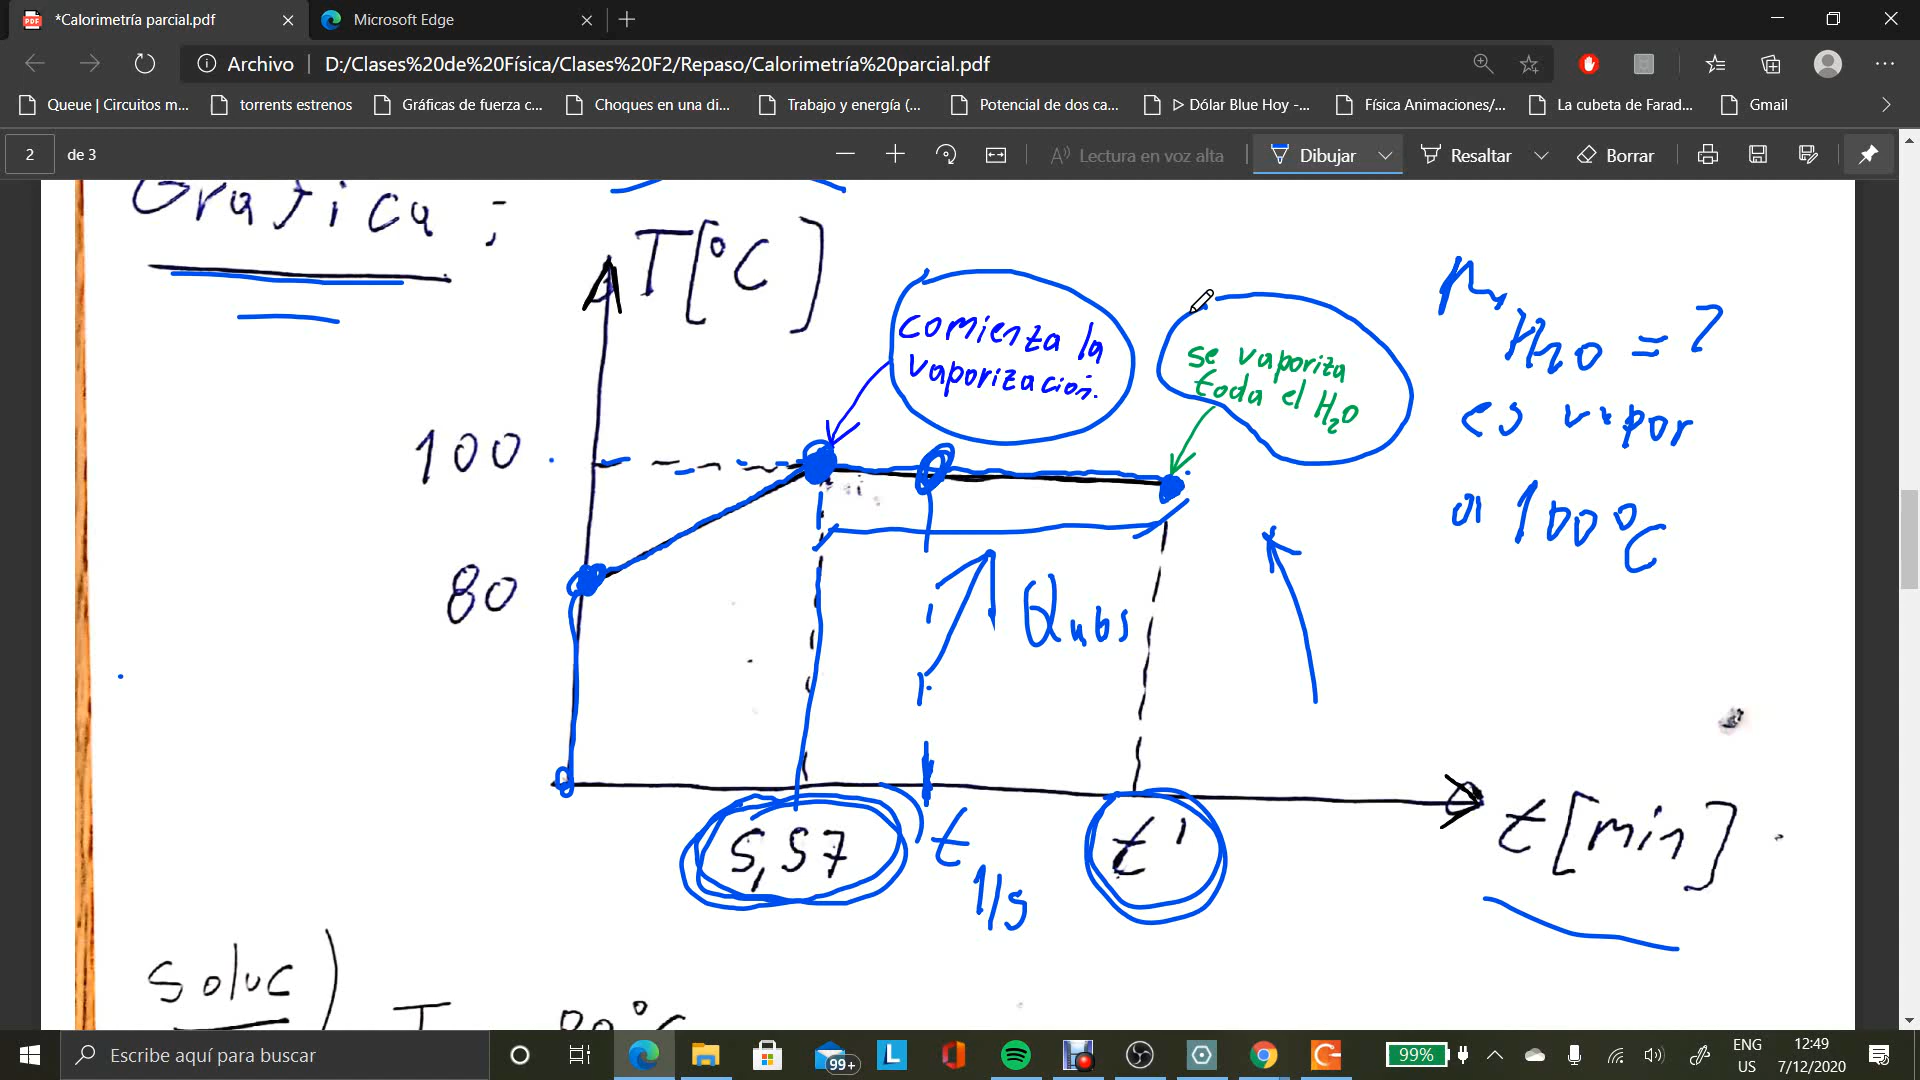 *Calorimetría parcial.pdf
Microsoft Edge
Archivo
D:/Clases%20de%20Física/Clases%20F2/Repaso/Calorimetría%20parcial.pdf
Queue | Circuitos m...
torrents estrenos
Gráficas de fuerza c...
Choques en una di...
Trabajo y energía (...
Potencial de dos ca...
▷ Dólar Blue Hoy -...
Física Animaciones/...
La cubeta de Farad...
Gmail
2
de 3
Lectura en voz alta
Dibujar
Resaltar
Borrar
Gráfica :
T[°C]
comienza la
vaporización.
se vaporiza
toda el H2O
m H2O = ?
es vapor
a 100°C
100
80
Qabs
5,57
t 1/5
t'
t[min]
Soluc)
Escribe aquí para buscar
99+
99%
ENG
US
12:49
7/12/2020